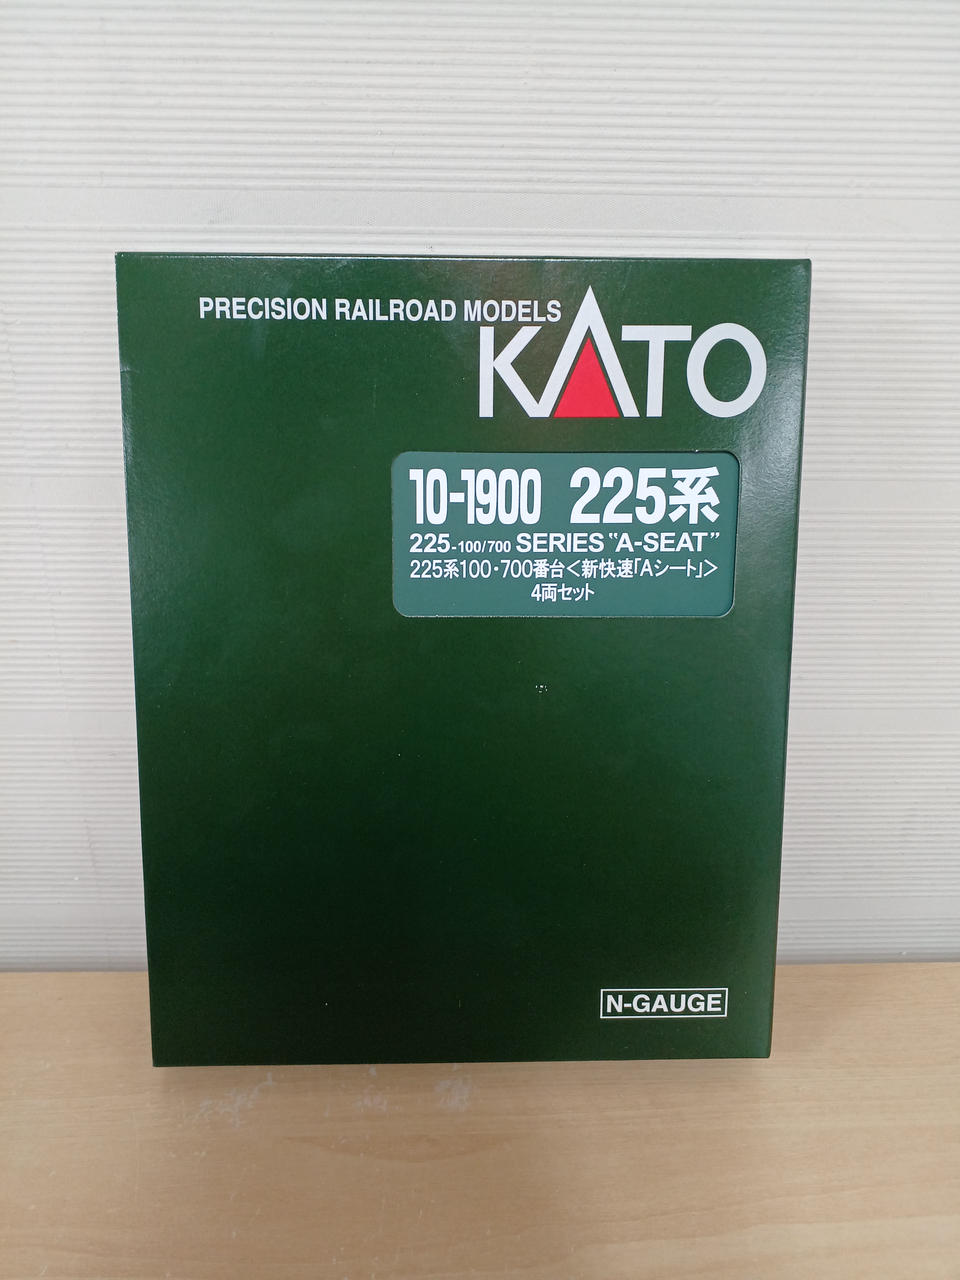 PRECISION RAILROAD MODELS
KATO
10-1900 225系
225-100/700 SERIES "A-SEAT"
225系100・700番台<新快速「Aシート」>
4両セット
N-GAUGE